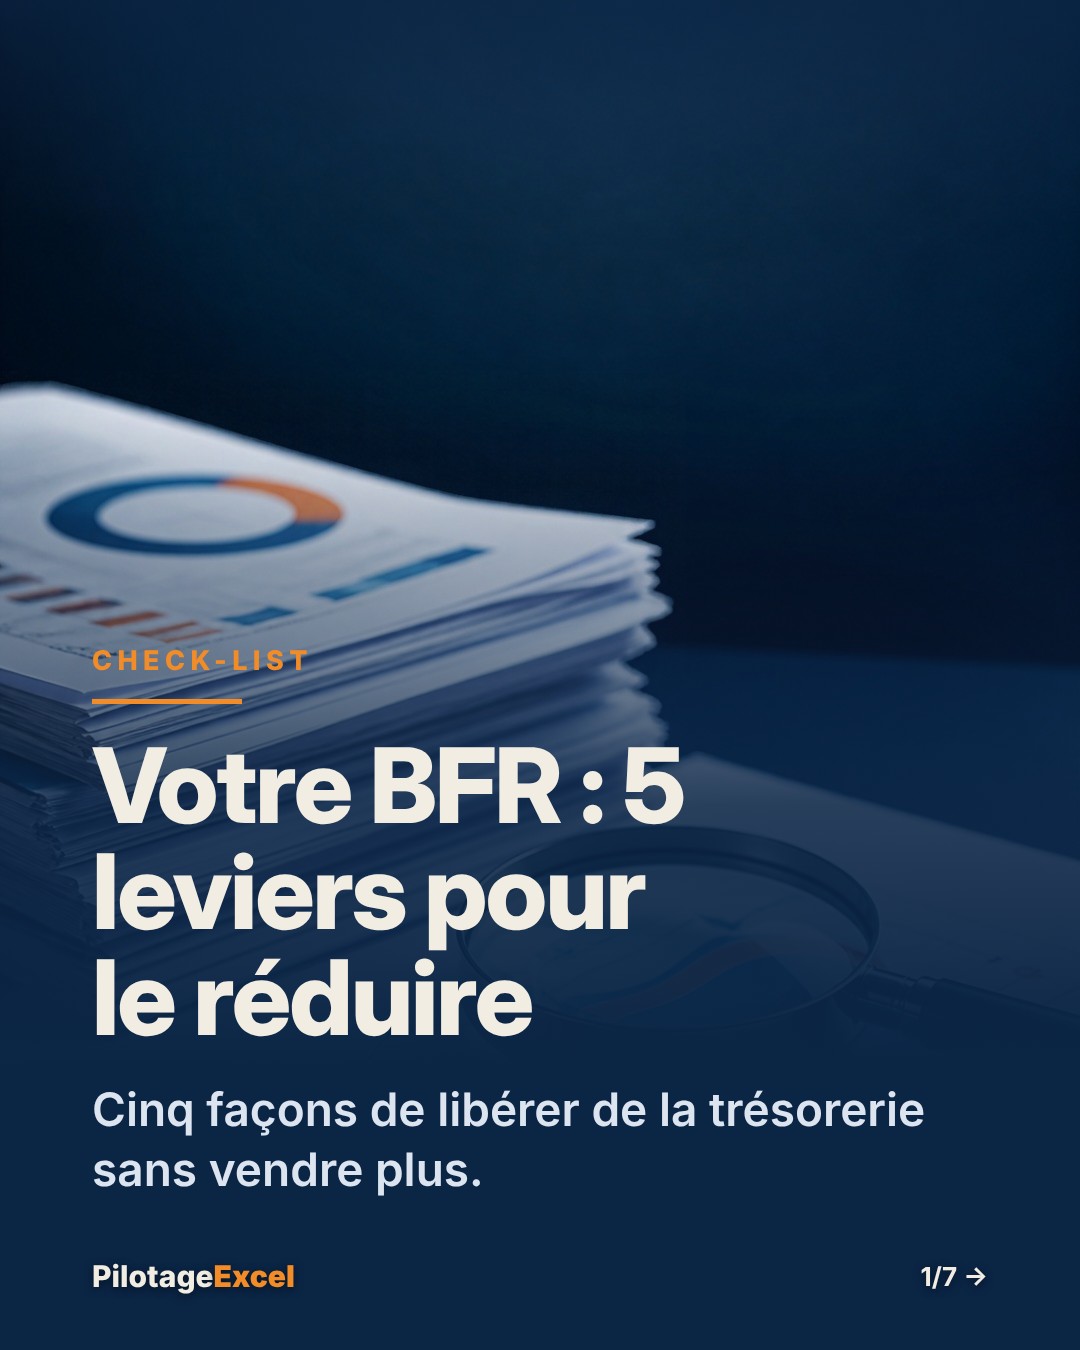 CHECK-LIST
Votre BFR : 5
leviers pour
le réduire
Cinq façons de libérer de la trésorerie
sans vendre plus.
PilotageExcel
1/7 →